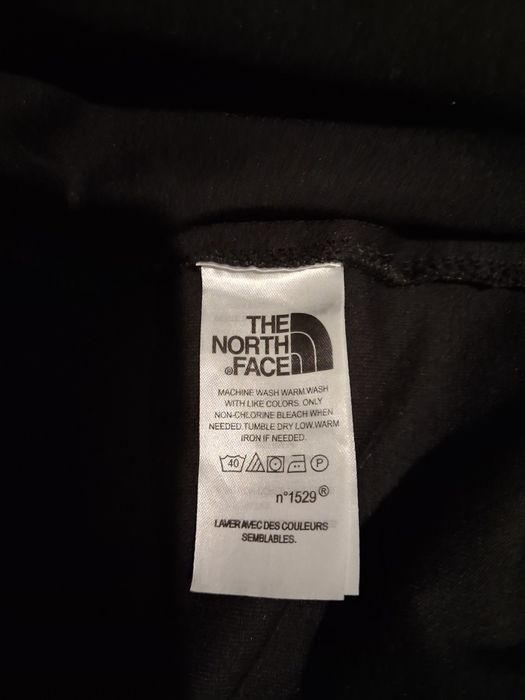 THE
NORTH
®FACE
MACHINE WASH WARM.WASH
WITH LIKE COLORS. ONLY
NON-CHLORINE BLEACH WHEN
NEEDED.TUMBLE DRY LOW.WARM
IRON IF NEEDED.
40 P
n°1529®
LAVER AVEC DES COULEURS
SEMBLABLES.